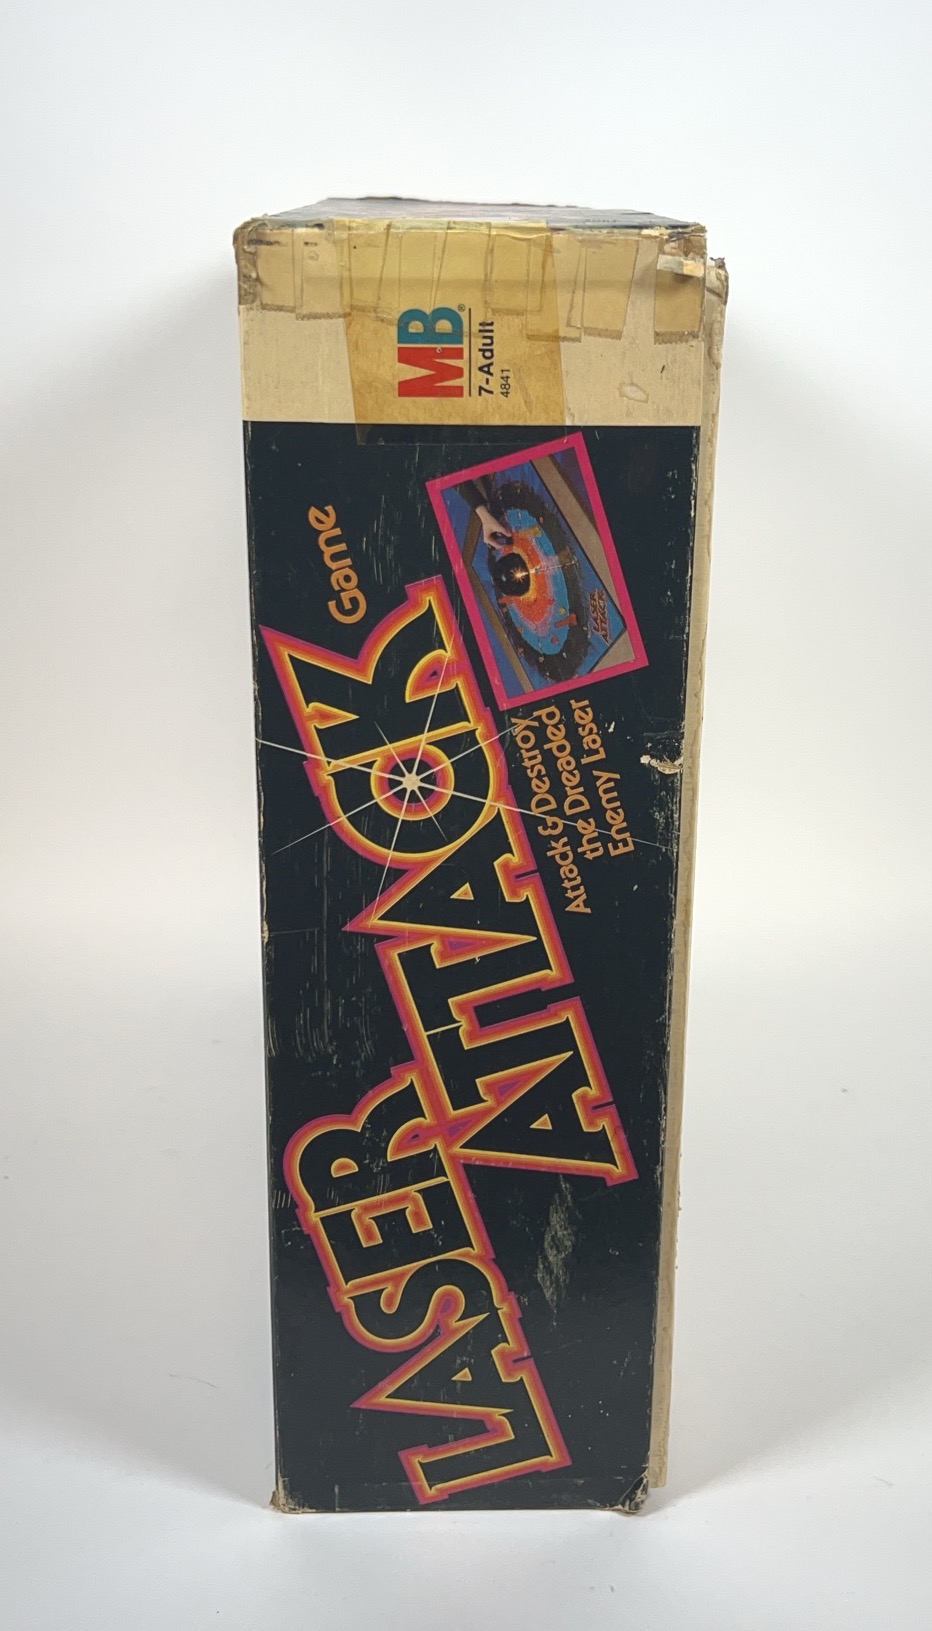 LASER
ATTACK
Game
Attack & Destroy
the Dreaded
Enemy Laser
LASER
ATTACK
MB®
7-Adult
4841